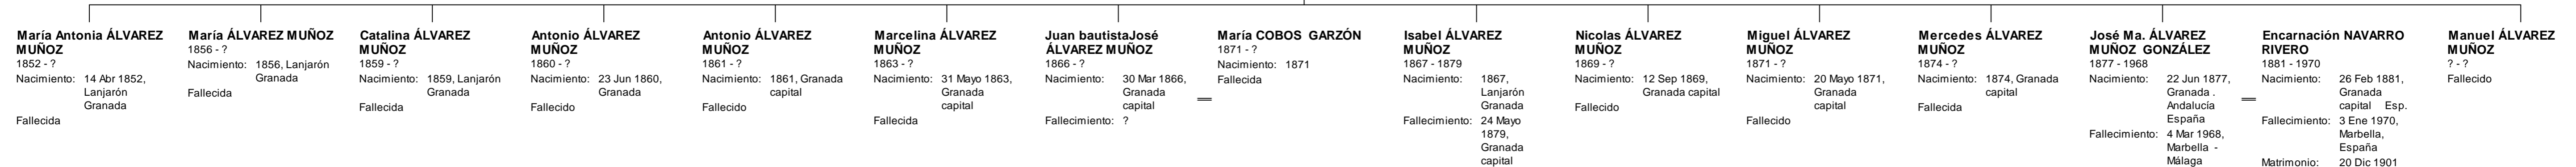 María Antonia ÁLVAREZ
MUÑOZ
1852 - ?
Nacimiento: 14 Abr 1852,
Lanjarón
Granada
Fallecida
María ÁLVAREZ MUÑOZ
1856 - ?
Nacimiento: 1856, Lanjarón
Granada
Fallecida
Catalina ÁLVAREZ
MUÑOZ
1859 - ?
Nacimiento: 1859, Lanjarón
Granada
Fallecida
Antonio ÁLVAREZ
MUÑOZ
1860 - ?
Nacimiento: 23 Jun 1860,
Granada
Fallecido
Antonio ÁLVAREZ
MUÑOZ
1861 - ?
Nacimiento: 1861, Granada
capital
Fallecido
Marcelina ÁLVAREZ
MUÑOZ
1863 - ?
Nacimiento: 31 Mayo 1863,
Granada
capital
Fallecida
Juan bautistaJosé
ÁLVAREZ MUÑOZ
1866 - ?
Nacimiento: 30 Mar 1866,
Granada
capital
Fallecimiento: ?
María COBOS GARZÓN
1871 - ?
Nacimiento: 1871
Fallecida
Isabel ÁLVAREZ
MUÑOZ
1867 - 1879
Nacimiento: 1867,
Lanjarón
Granada
Fallecimiento: 24 Mayo
1879,
Granada
capital
Nicolas ÁLVAREZ
MUÑOZ
1869 - ?
Nacimiento: 12 Sep 1869,
Granada capital
Fallecido
Miguel ÁLVAREZ
MUÑOZ
1871 - ?
Nacimiento: 20 Mayo 1871,
Granada
capital
Fallecido
Mercedes ÁLVAREZ
MUÑOZ
1874 - ?
Nacimiento: 1874, Granada
capital
Fallecida
José Ma. ÁLVAREZ
MUÑOZ GONZÁLEZ
1877 - 1968
Nacimiento: 22 Jun 1877,
Granada .
Andalucía
España
Fallecimiento: 4 Mar 1968,
Marbella -
Málaga
Encarnación NAVARRO
RIVERO
1881 - 1970
Nacimiento: 26 Feb 1881,
Granada
capital Esp.
Fallecimiento: 3 Ene 1970,
Marbella,
España
Matrimonio: 20 Dic 1901
Manuel ÁLVAREZ
MUÑOZ
? - ?
Fallecido